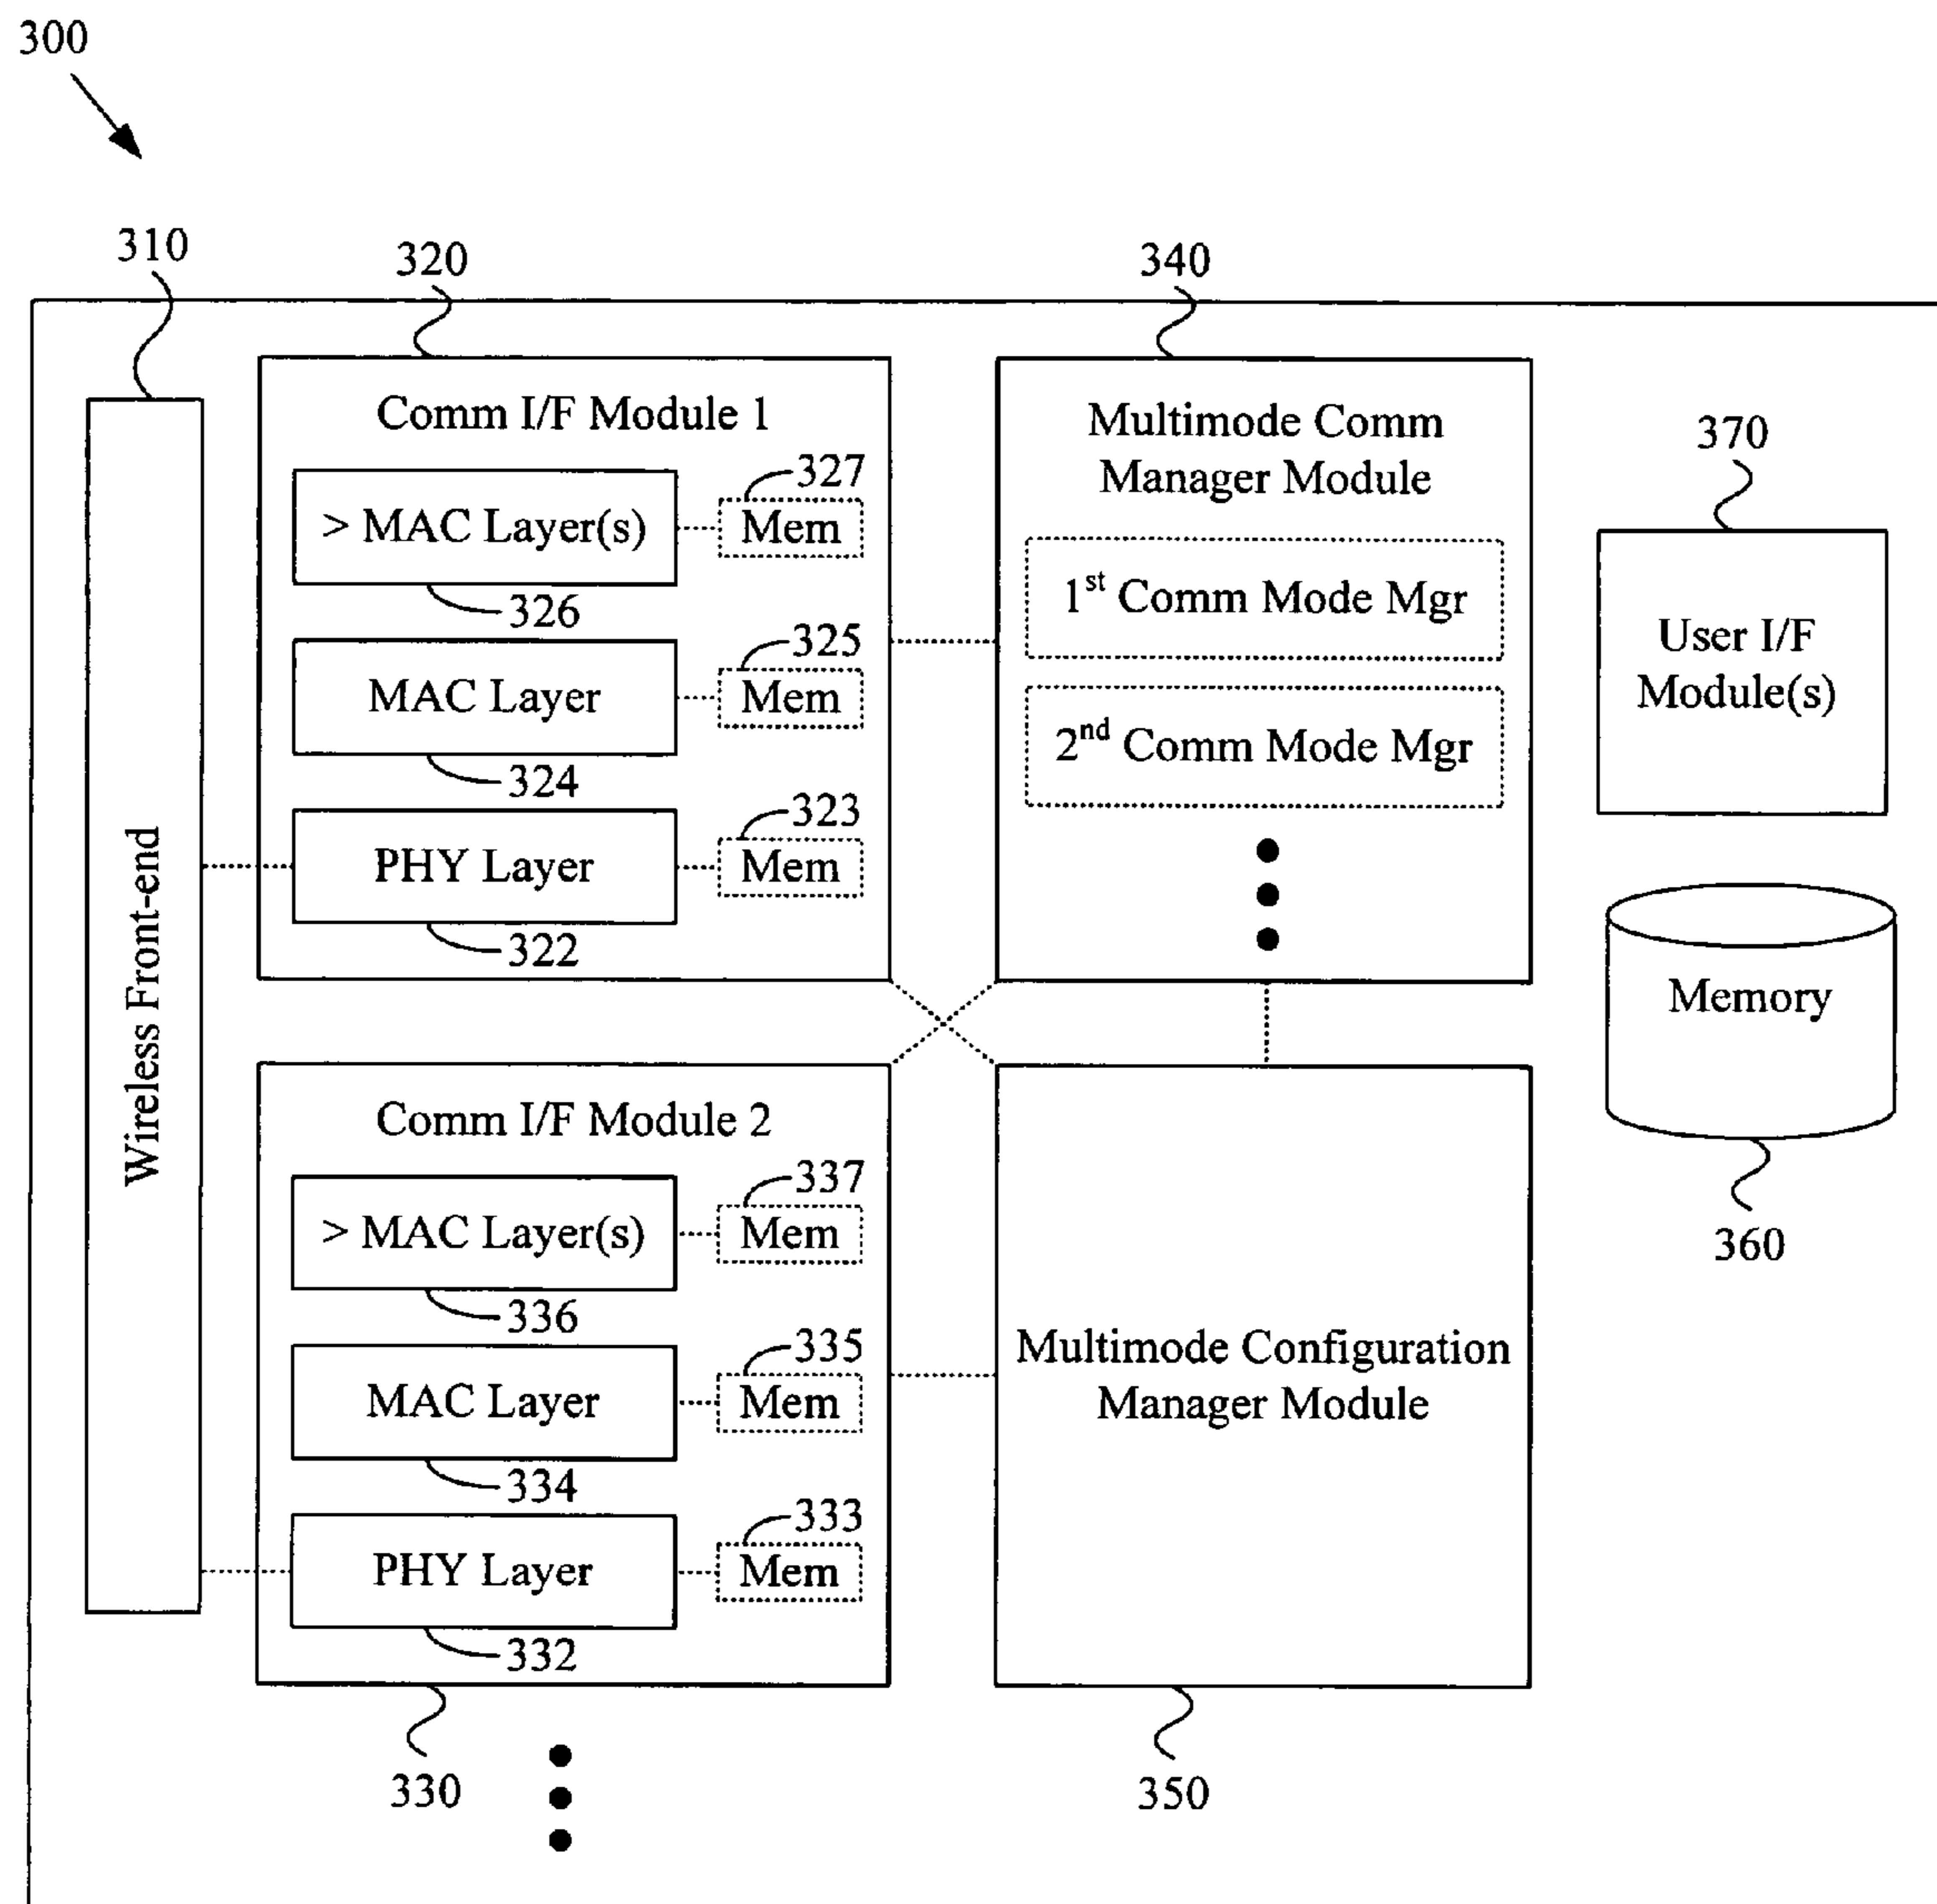 300
310
320
340
Comm I/F Module 1
327
> MAC Layer(s)
Mem
326
325
MAC Layer
Mem
324
323
PHY Layer
Mem
322
Multimode Comm
Manager Module
1st Comm Mode Mgr
2nd Comm Mode Mgr
370
User I/F
Module(s)
Memory
360
Wireless Front-end
Comm I/F Module 2
337
> MAC Layer(s)
Mem
336
335
MAC Layer
Mem
334
333
PHY Layer
Mem
332
Multimode Configuration
Manager Module
330
350